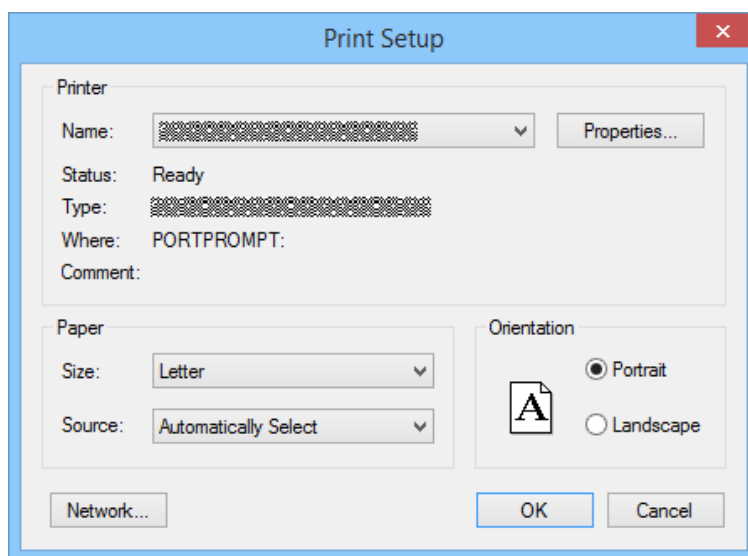 Print Setup
Printer
Name:
Properties...
Status: Ready
Type:
Where: PORTPROMPT:
Comment:
Paper
Size: Letter
Source: Automatically Select
Orientation
A
Portrait
Landscape
Network...
OK
Cancel